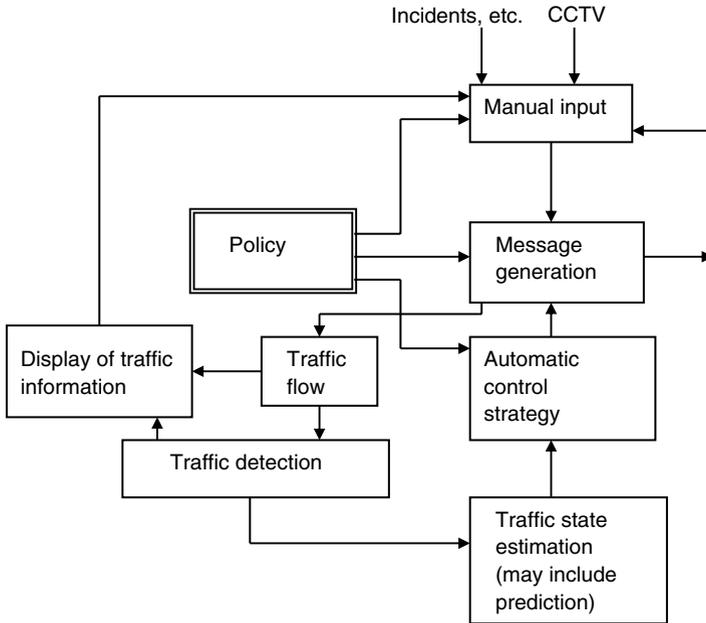 Incidents, etc. CCTV
Manual input
Policy
Message
generation
Display of traffic
information
Traffic
flow
Automatic
control
strategy
Traffic detection
Traffic state
estimation
(may include
prediction)